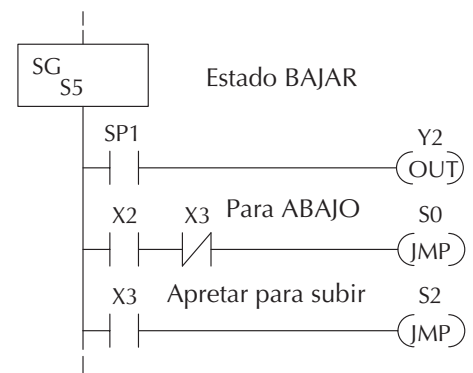 SG
S5
Estado BAJAR
SP1
Y2
OUT
X2
X3
Para ABAJO
S0
JMP
X3
Apretar para subir
S2
JMP